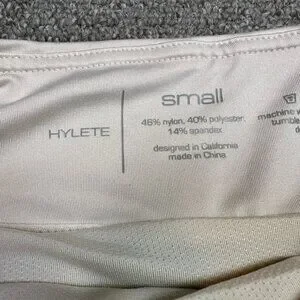 HYLETE
small
46% nylon, 40% polyester,
14% spandex
designed in California
made in China
machine
tumble